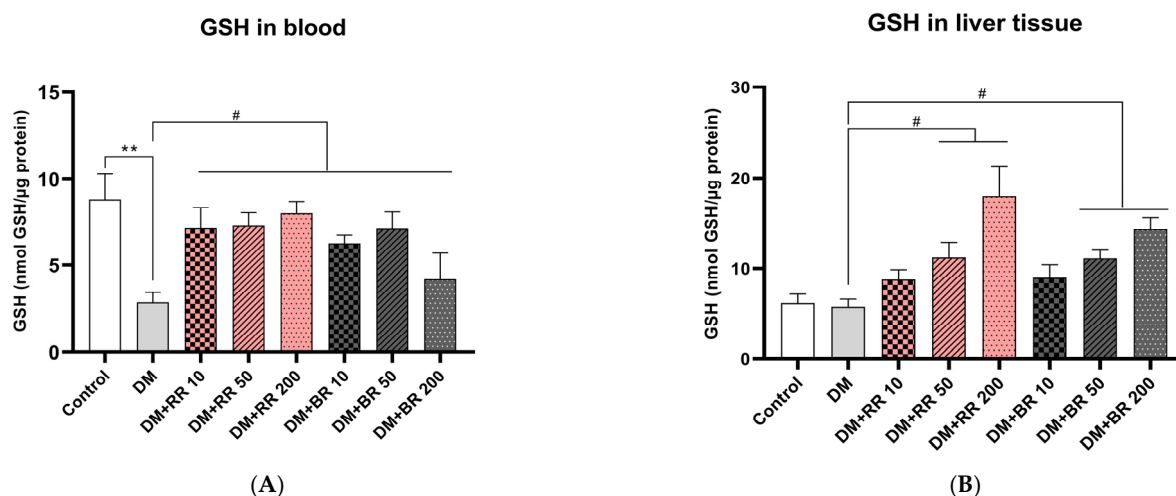 GSH in blood
GSH (nmol GSH/µg protein)
15
10
5
0
**
#
Control
DM
DM+RR 10
DM+RR 50
DM+RR 200
DM+BR 10
DM+BR 50
DM+BR 200
(A)
GSH in liver tissue
GSH (nmol GSH/µg protein)
30
20
10
0
#
#
Control
DM
DM+RR 10
DM+RR 50
DM+RR 200
DM+BR 10
DM+BR 50
DM+BR 200
(B)